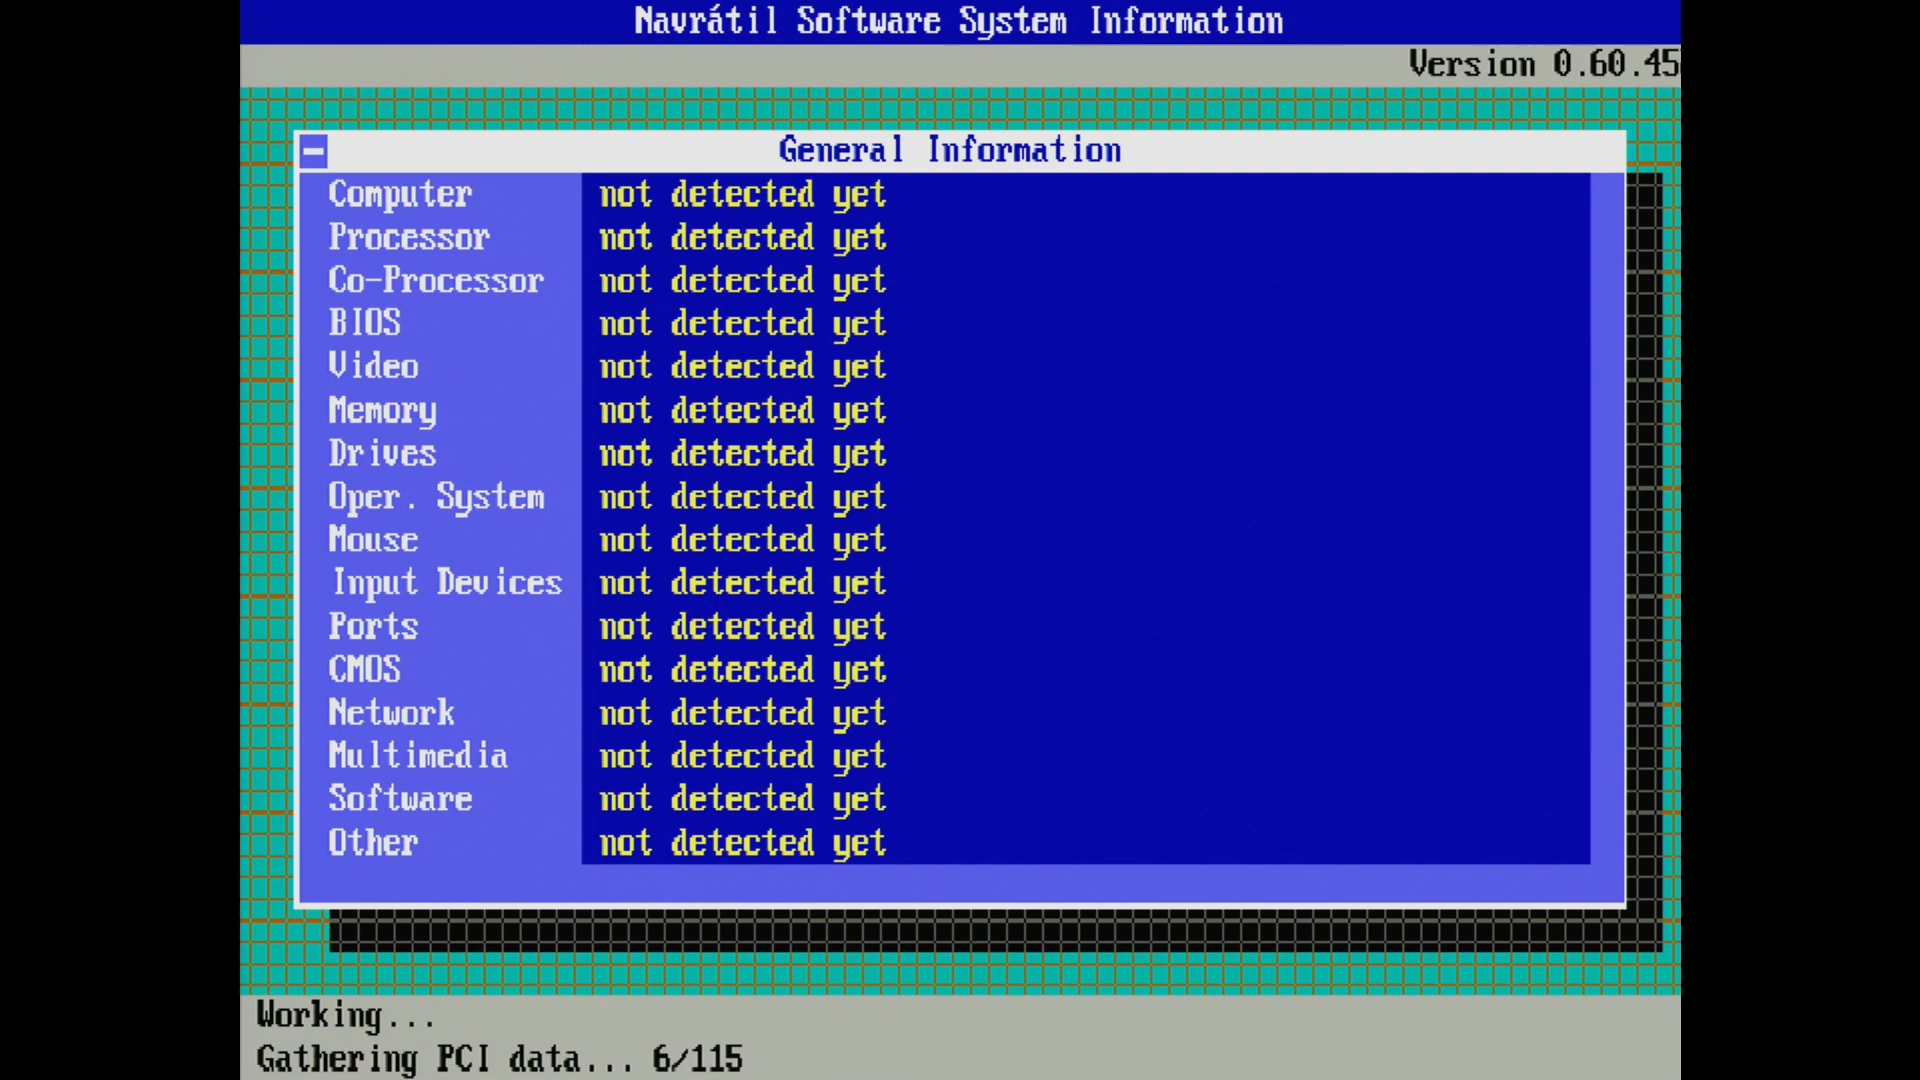 Navrátil Software System Information
Version 0.60.45
General Information
Computer not detected yet
Processor not detected yet
Co-Processor not detected yet
BIOS not detected yet
Video not detected yet
Memory not detected yet
Drives not detected yet
Oper. System not detected yet
Mouse not detected yet
Input Devices not detected yet
Ports not detected yet
CMOS not detected yet
Network not detected yet
Multimedia not detected yet
Software not detected yet
Other not detected yet
Working...
Gathering PCI data... 6/115